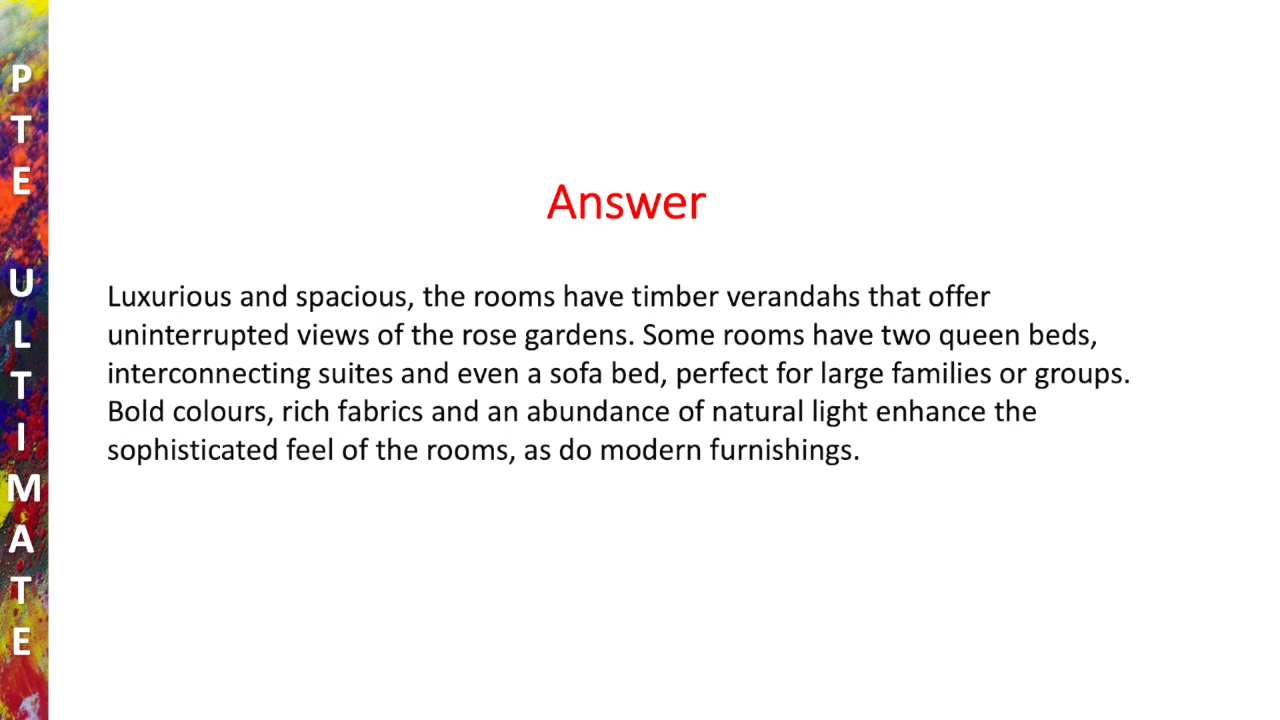 PTE ULTIMATE
Answer
Luxurious and spacious, the rooms have timber verandahs that offer
uninterrupted views of the rose gardens. Some rooms have two queen beds,
interconnecting suites and even a sofa bed, perfect for large families or groups.
Bold colours, rich fabrics and an abundance of natural light enhance the
sophisticated feel of the rooms, as do modern furnishings.